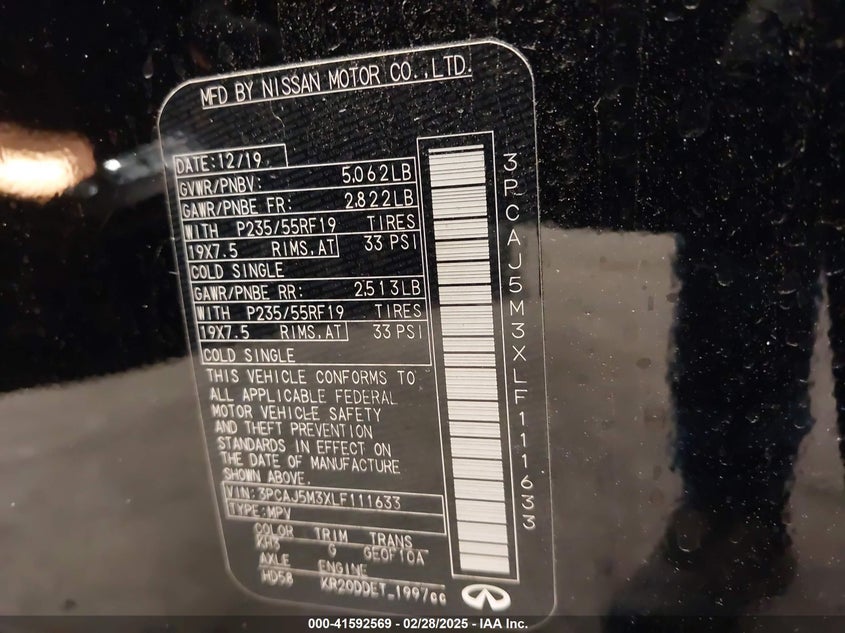 MFD BY NISSAN MOTOR CO.,LTD.
DATE:12/19
GVWR/PNBV: 5,062LB
GAWR/PNBE FR: 2,822LB
WITH P235/55RF19 TIRES
19X7.5 RIMS,AT 33 PSI
COLD SINGLE
GAWR/PNBE RR: 2,513LB
WITH P235/55RF19 TIRES
19X7.5 RIMS,AT 33 PSI
COLD SINGLE
THIS VEHICLE CONFORMS TO
ALL APPLICABLE FEDERAL
MOTOR VEHICLE SAFETY
AND THEFT PREVENTION
STANDARDS IN EFFECT ON
THE DATE OF MANUFACTURE
SHOWN ABOVE.
VIN:3PCAJ5M3XLF111633
TYPE:MPV
COLOR TRIM TRANS
KH3 G GE0F10A
AXLE ENGINE
HD58 KR20DDET_1997cc
3PCAJ5M3XLF111633
000-41592569 - 02/28/2025 - IAA Inc.